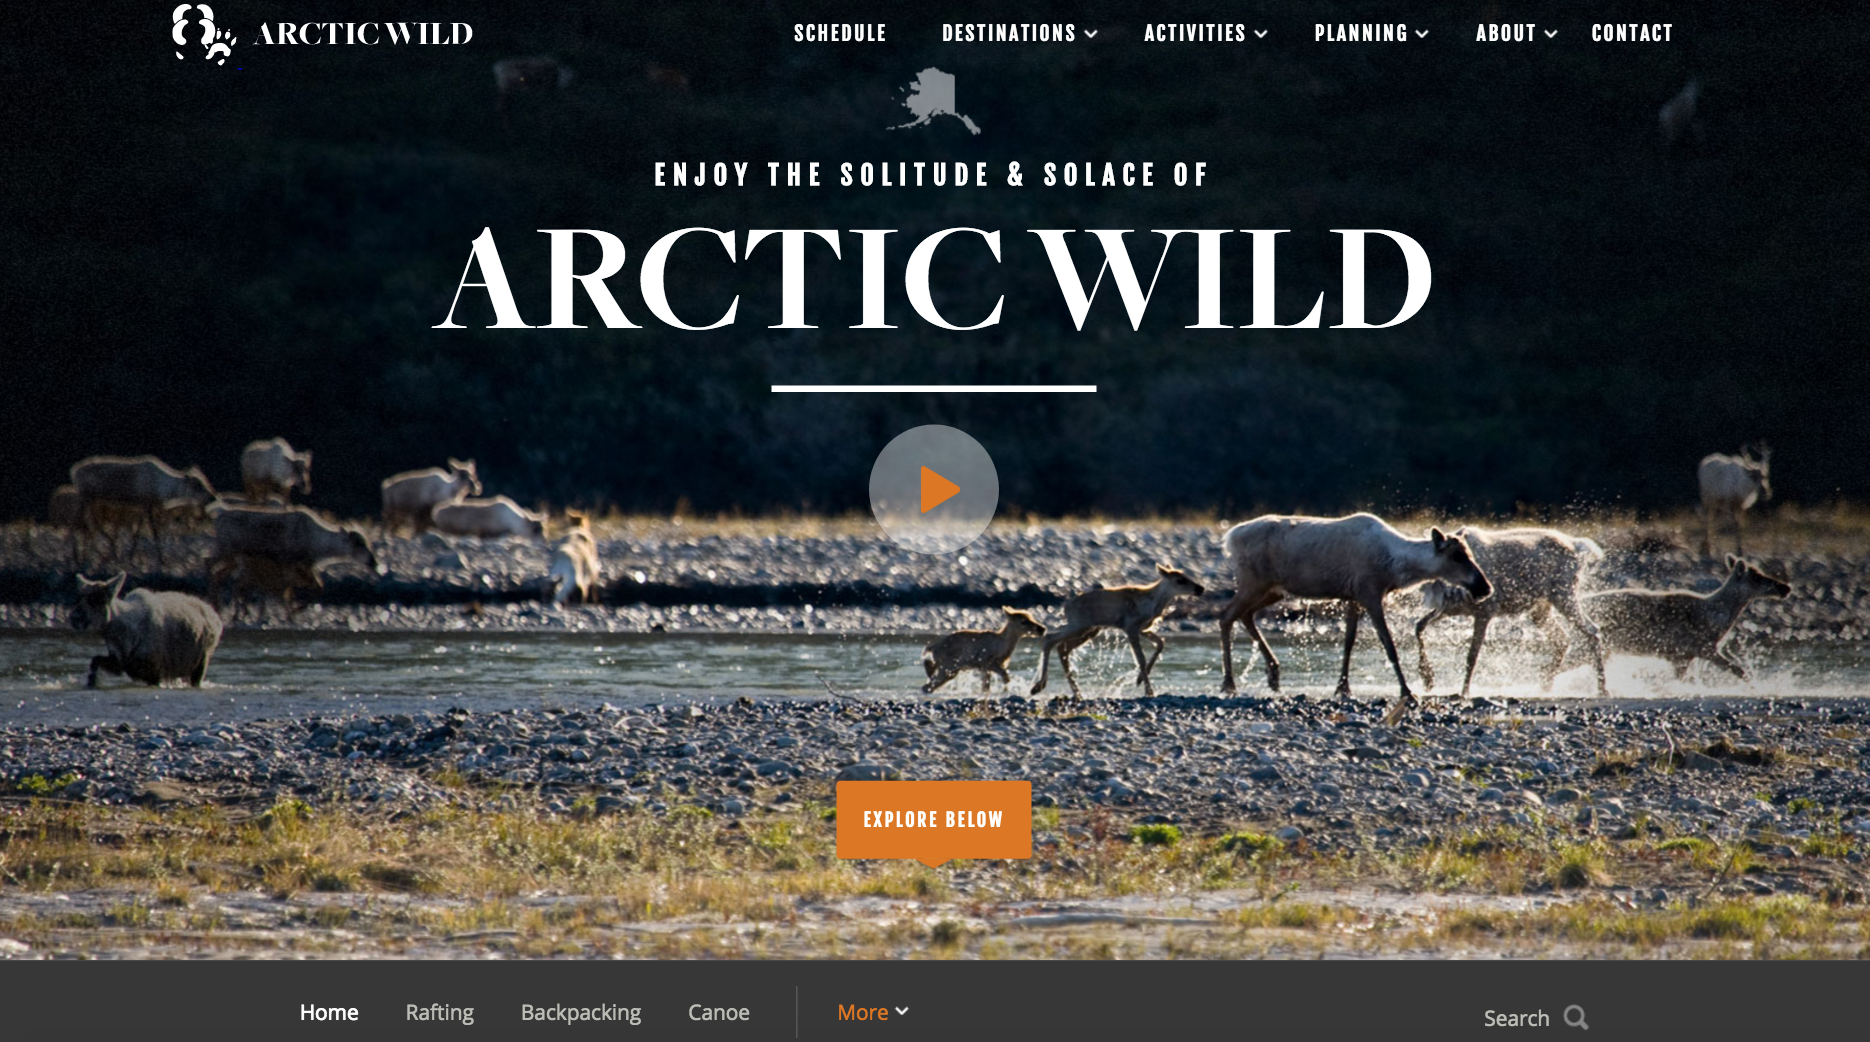 ARCTIC WILD
SCHEDULE DESTINATIONS ACTIVITIES PLANNING ABOUT CONTACT
ENJOY THE SOLITUDE & SOLACE OF
ARCTIC WILD
EXPLORE BELOW
Home Rafting Backpacking Canoe More Search